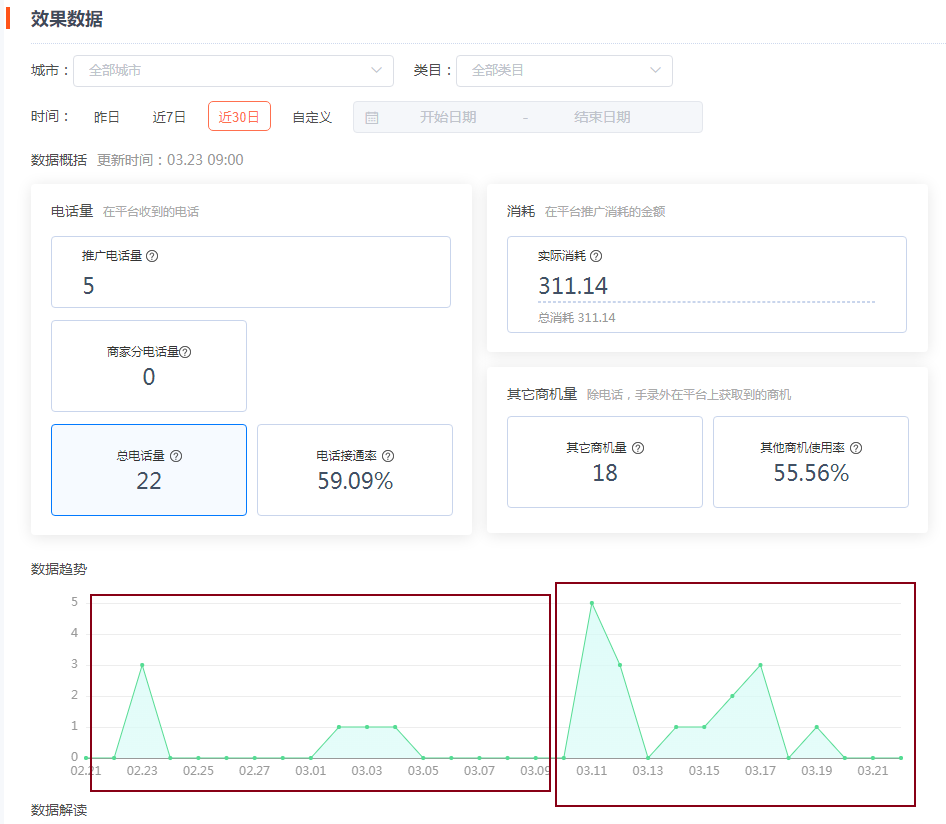 效果数据
城市： 全部城市 类目： 全部类目
时间： 昨日 近7日 近30日 自定义 开始日期 - 结束日期
数据概括 更新时间：03.23 09:00
电话量 在平台收到的电话
推广电话量 ?
5
商家分电话量 ?
0
总电话量 ?
22
电话接通率 ?
59.09%
消耗 在平台推广消耗的金额
实际消耗 ?
311.14
总消耗 311.14
其它商机量 除电话，手录外在平台上获取到的商机
其它商机量 ?
18
其他商机使用率 ?
55.56%
数据趋势
5
4
3
2
1
0
02.21 02.23 02.25 02.27 03.01 03.03 03.05 03.07 03.09 03.11 03.13 03.15 03.17 03.19 03.21
数据解读